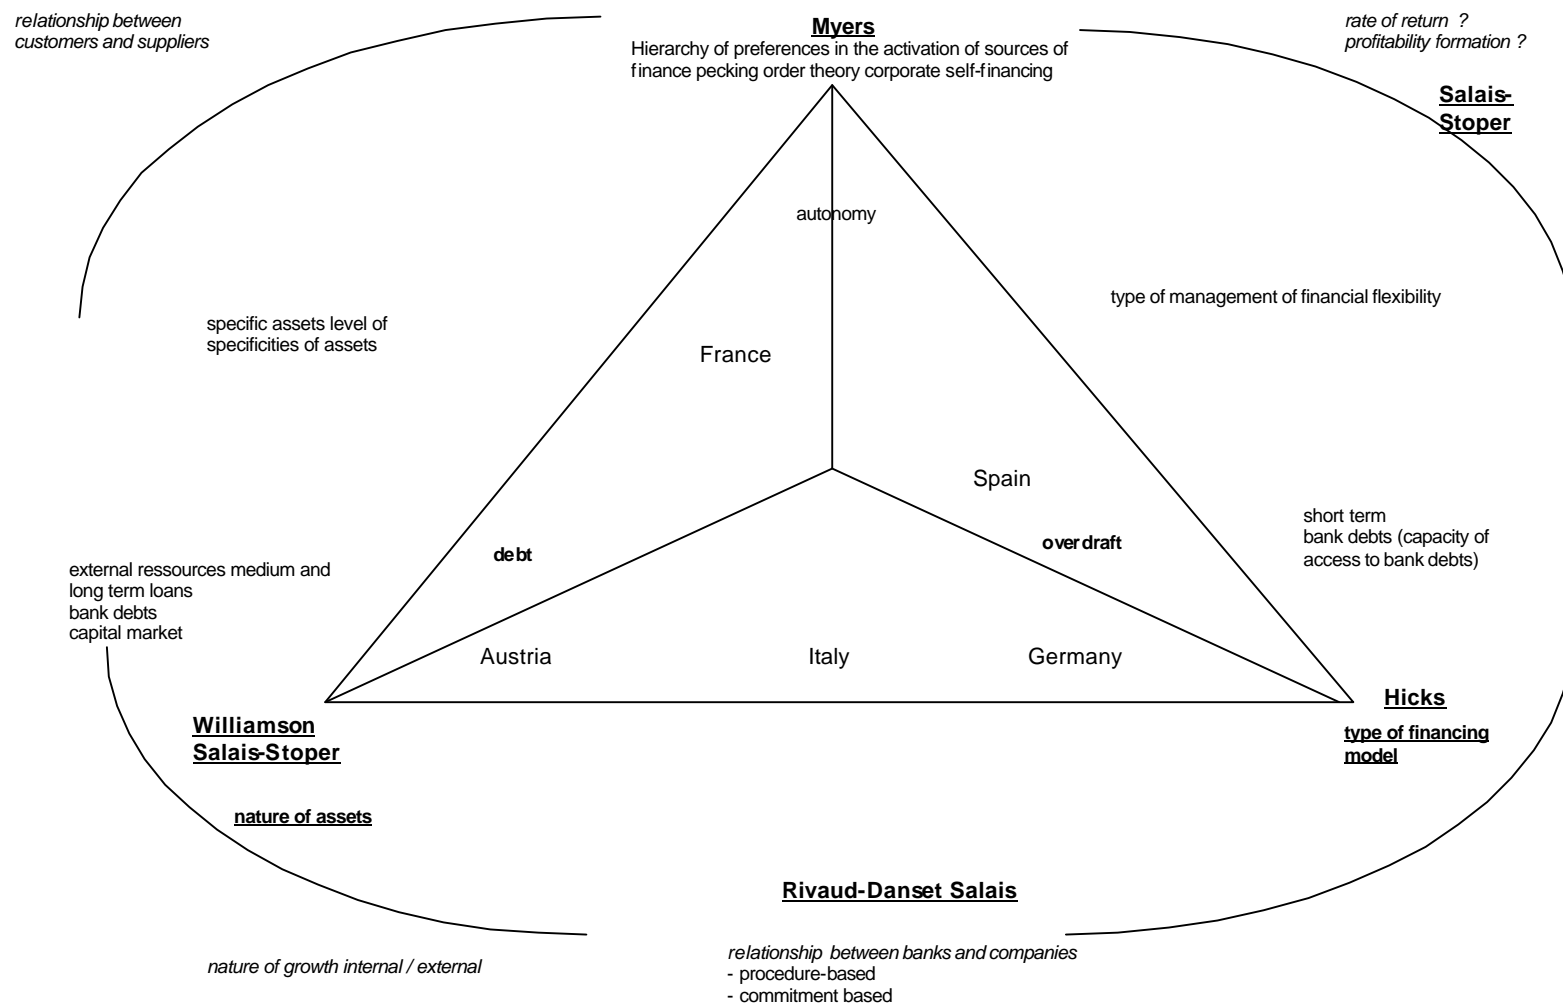 relationship between
customers and suppliers
Myers
Hierarchy of preferences in the activation of sources of
finance pecking order theory corporate self-financing
rate of return ?
profitability formation ?
Salais-
Stoper
autonomy
type of management of financial flexibility
specific assets level of
specificities of assets
France
Spain
debt
overdraft
short term
bank debts (capacity of
access to bank debts)
external ressources medium and
long term loans
bank debts
capital market
Austria
Italy
Germany
Williamson
Salais-Stoper
Hicks
type of financing
model
nature of assets
Rivaud-Danset Salais
nature of growth internal / external
relationship between banks and companies
- procedure-based
- commitment based